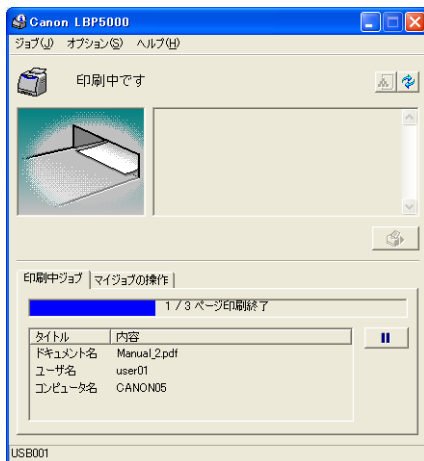 Canon LBP5000
ジョブ(J) オプション(S) ヘルプ(H)
印刷中です
印刷中ジョブ マイジョブの操作
1 / 3 ページ印刷終了
タイトル 内容
ドキュメント名 Manual_2.pdf
ユーザ名 user01
コンピュータ名 CANON05
USB001